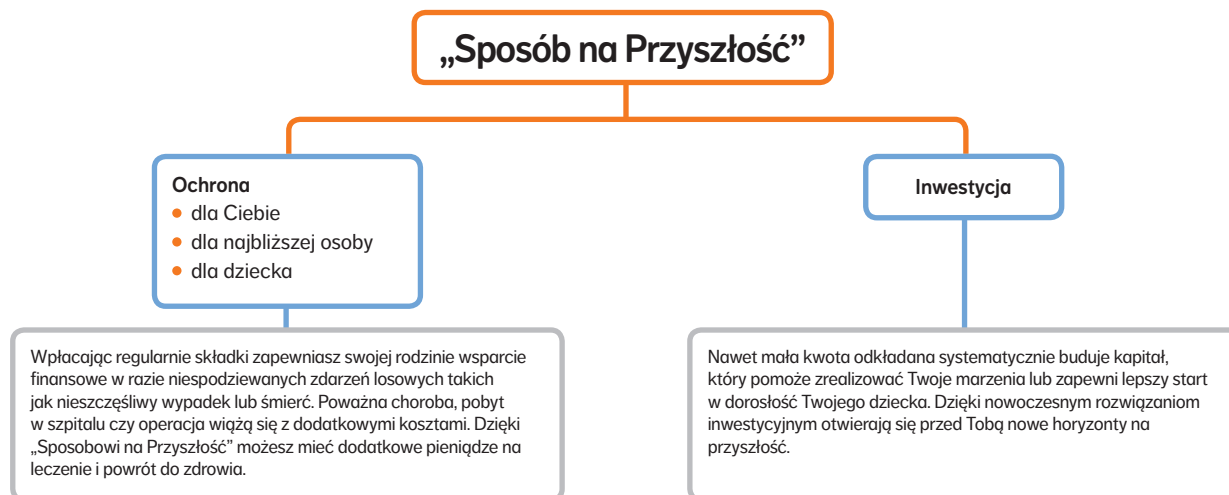 „Sposób na Przyszłość”
Ochrona
dla Ciebie
dla najbliższej osoby
dla dziecka
Inwestycja
Wpłacając regularnie składki zapewniasz swojej rodzinie wsparcie
finansowe w razie niespodziewanych zdarzeń losowych takich
jak nieszczęśliwy wypadek lub śmierć. Poważna choroba, pobyt
w szpitalu czy operacja wiążą się z dodatkowymi kosztami. Dzięki
„Sposobowi na Przyszłość” możesz mieć dodatkowe pieniądze na
leczenie i powrót do zdrowia.
Nawet mała kwota odkładana systematycznie buduje kapitał,
który pomoże zrealizować Twoje marzenia lub zapewni lepszy start
w dorosłość Twojego dziecka. Dzięki nowoczesnym rozwiązaniom
inwestycyjnym otwierają się przed Tobą nowe horyzonty na
przyszłość.